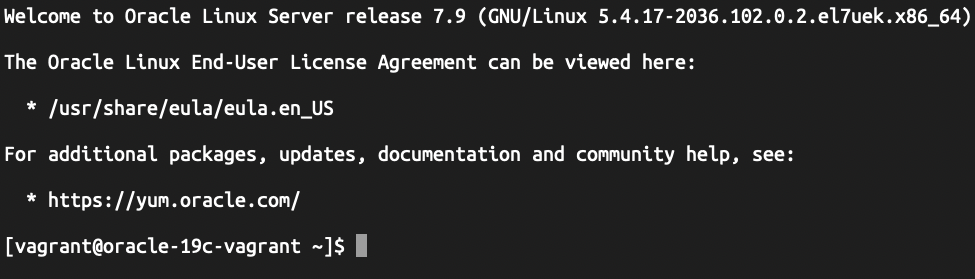 Welcome to Oracle Linux Server release 7.9 (GNU/Linux 5.4.17-2036.102.0.2.el7uek.x86_64)
The Oracle Linux End-User License Agreement can be viewed here:
* /usr/share/eula/eula.en_US
For additional packages, updates, documentation and community help, see:
* https://yum.oracle.com/
[vagrant@oracle-19c-vagrant ~]$